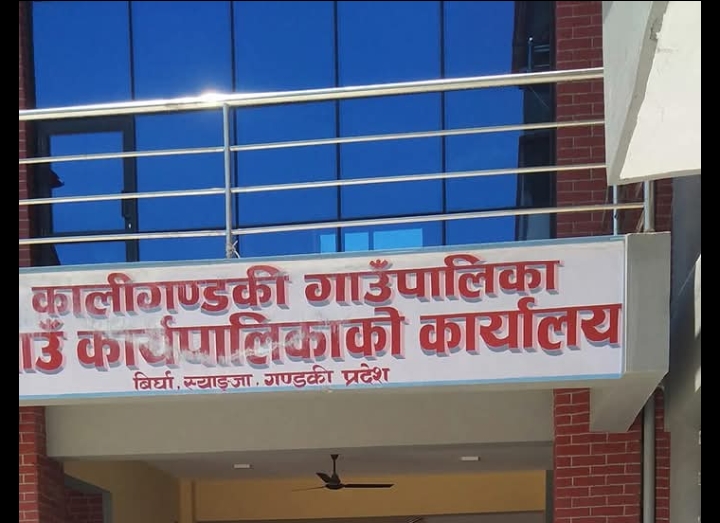 कालीगण्डकी गाउँपालिका
गाउँ कार्यपालिकाको कार्यालय
बिर्घा, स्याङ्जा, गण्डकी प्रदेश